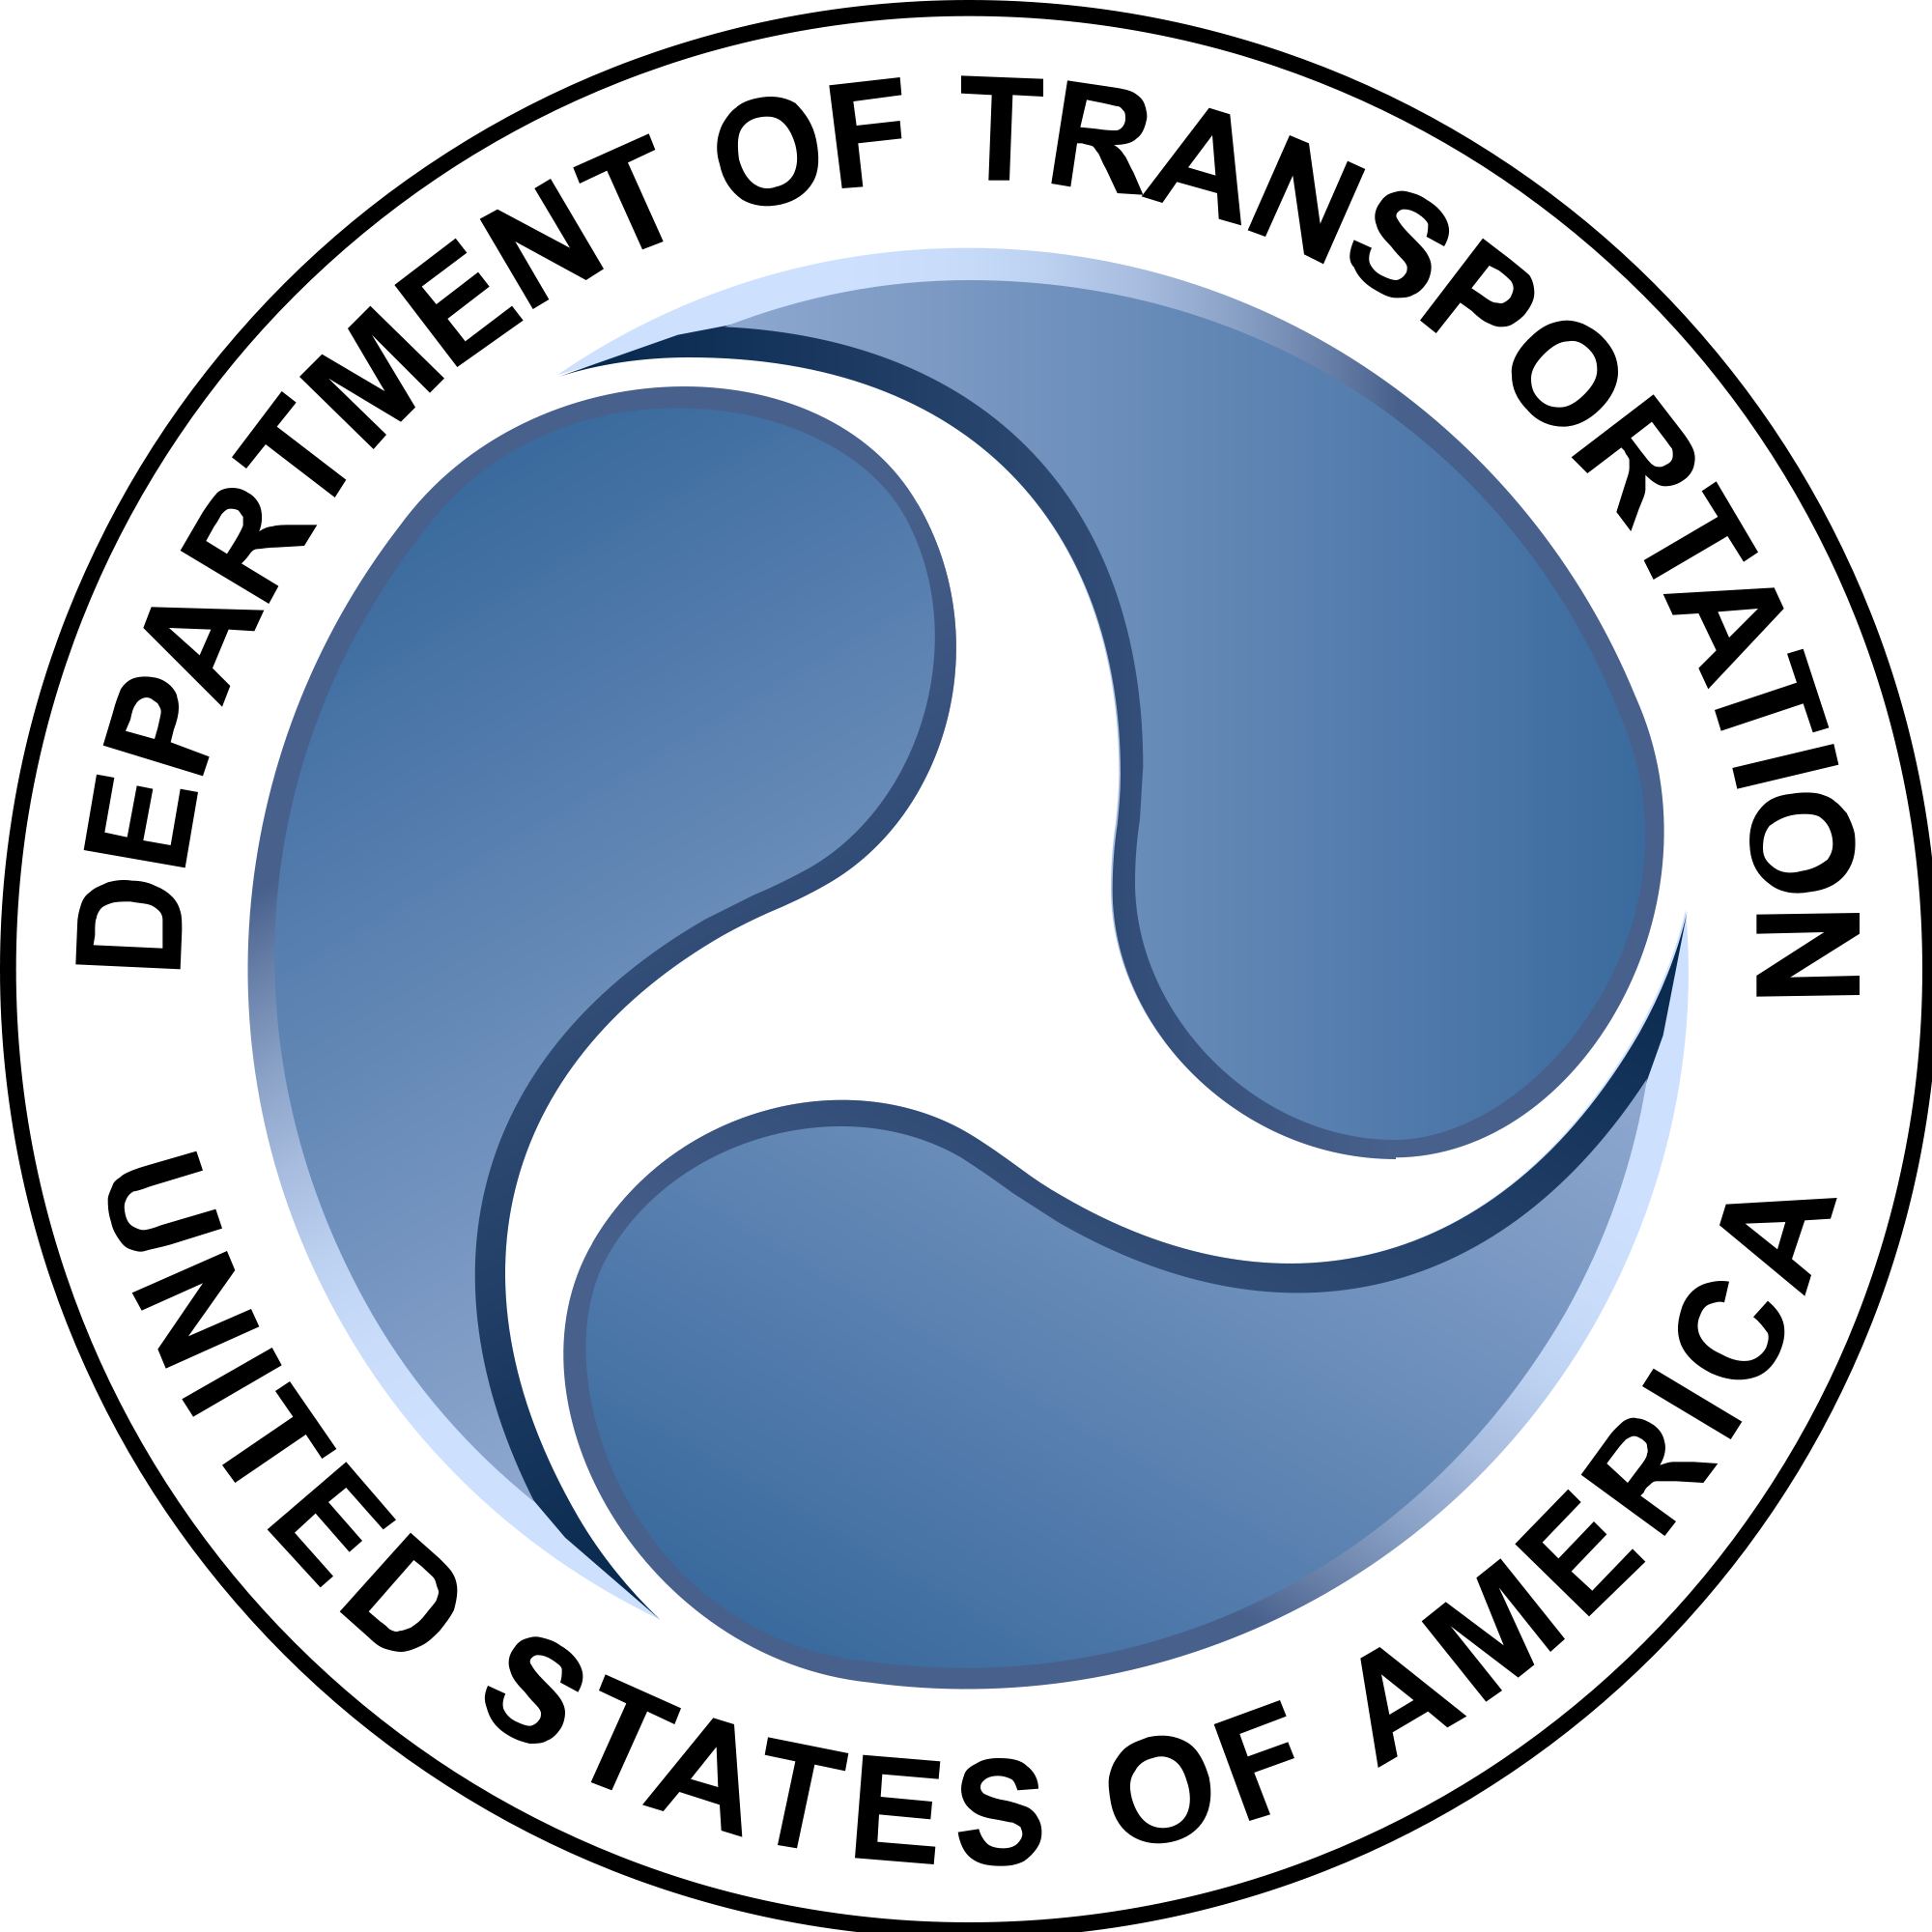 DEPARTMENT OF TRANSPORTATION
UNITED STATES OF AMERICA